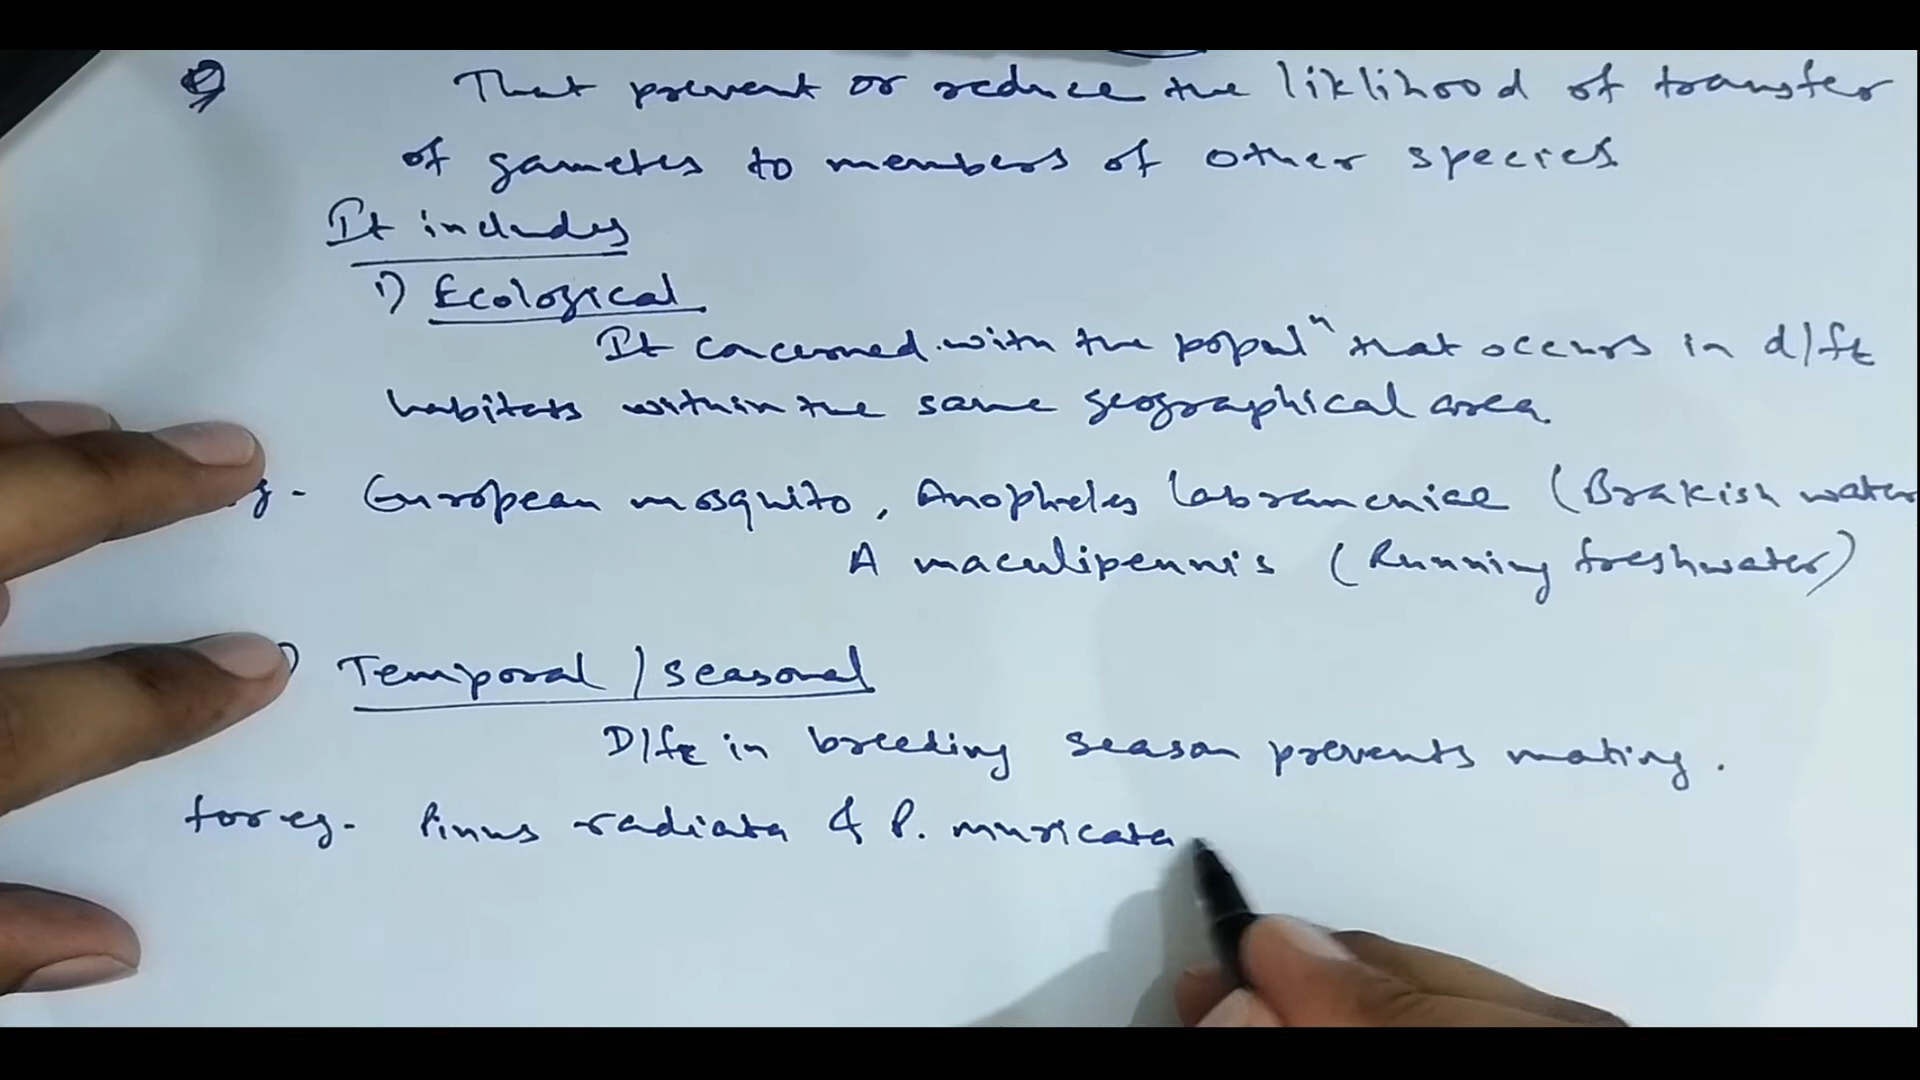 That prevent or reduce the liklihood of transfer
of gametes to members of other species
It includes
1) Ecological
It concerned with the populⁿ that occurs in d/ft
habitats within the same geographical area.
g - European mosquito, Anopheles labranchiae (Brakish water
A maculipennis (Running freshwater)
) Temporal / seasonal
D/ft in breeding season prevents mating.
for eg. Pinus radiata & P. muricata